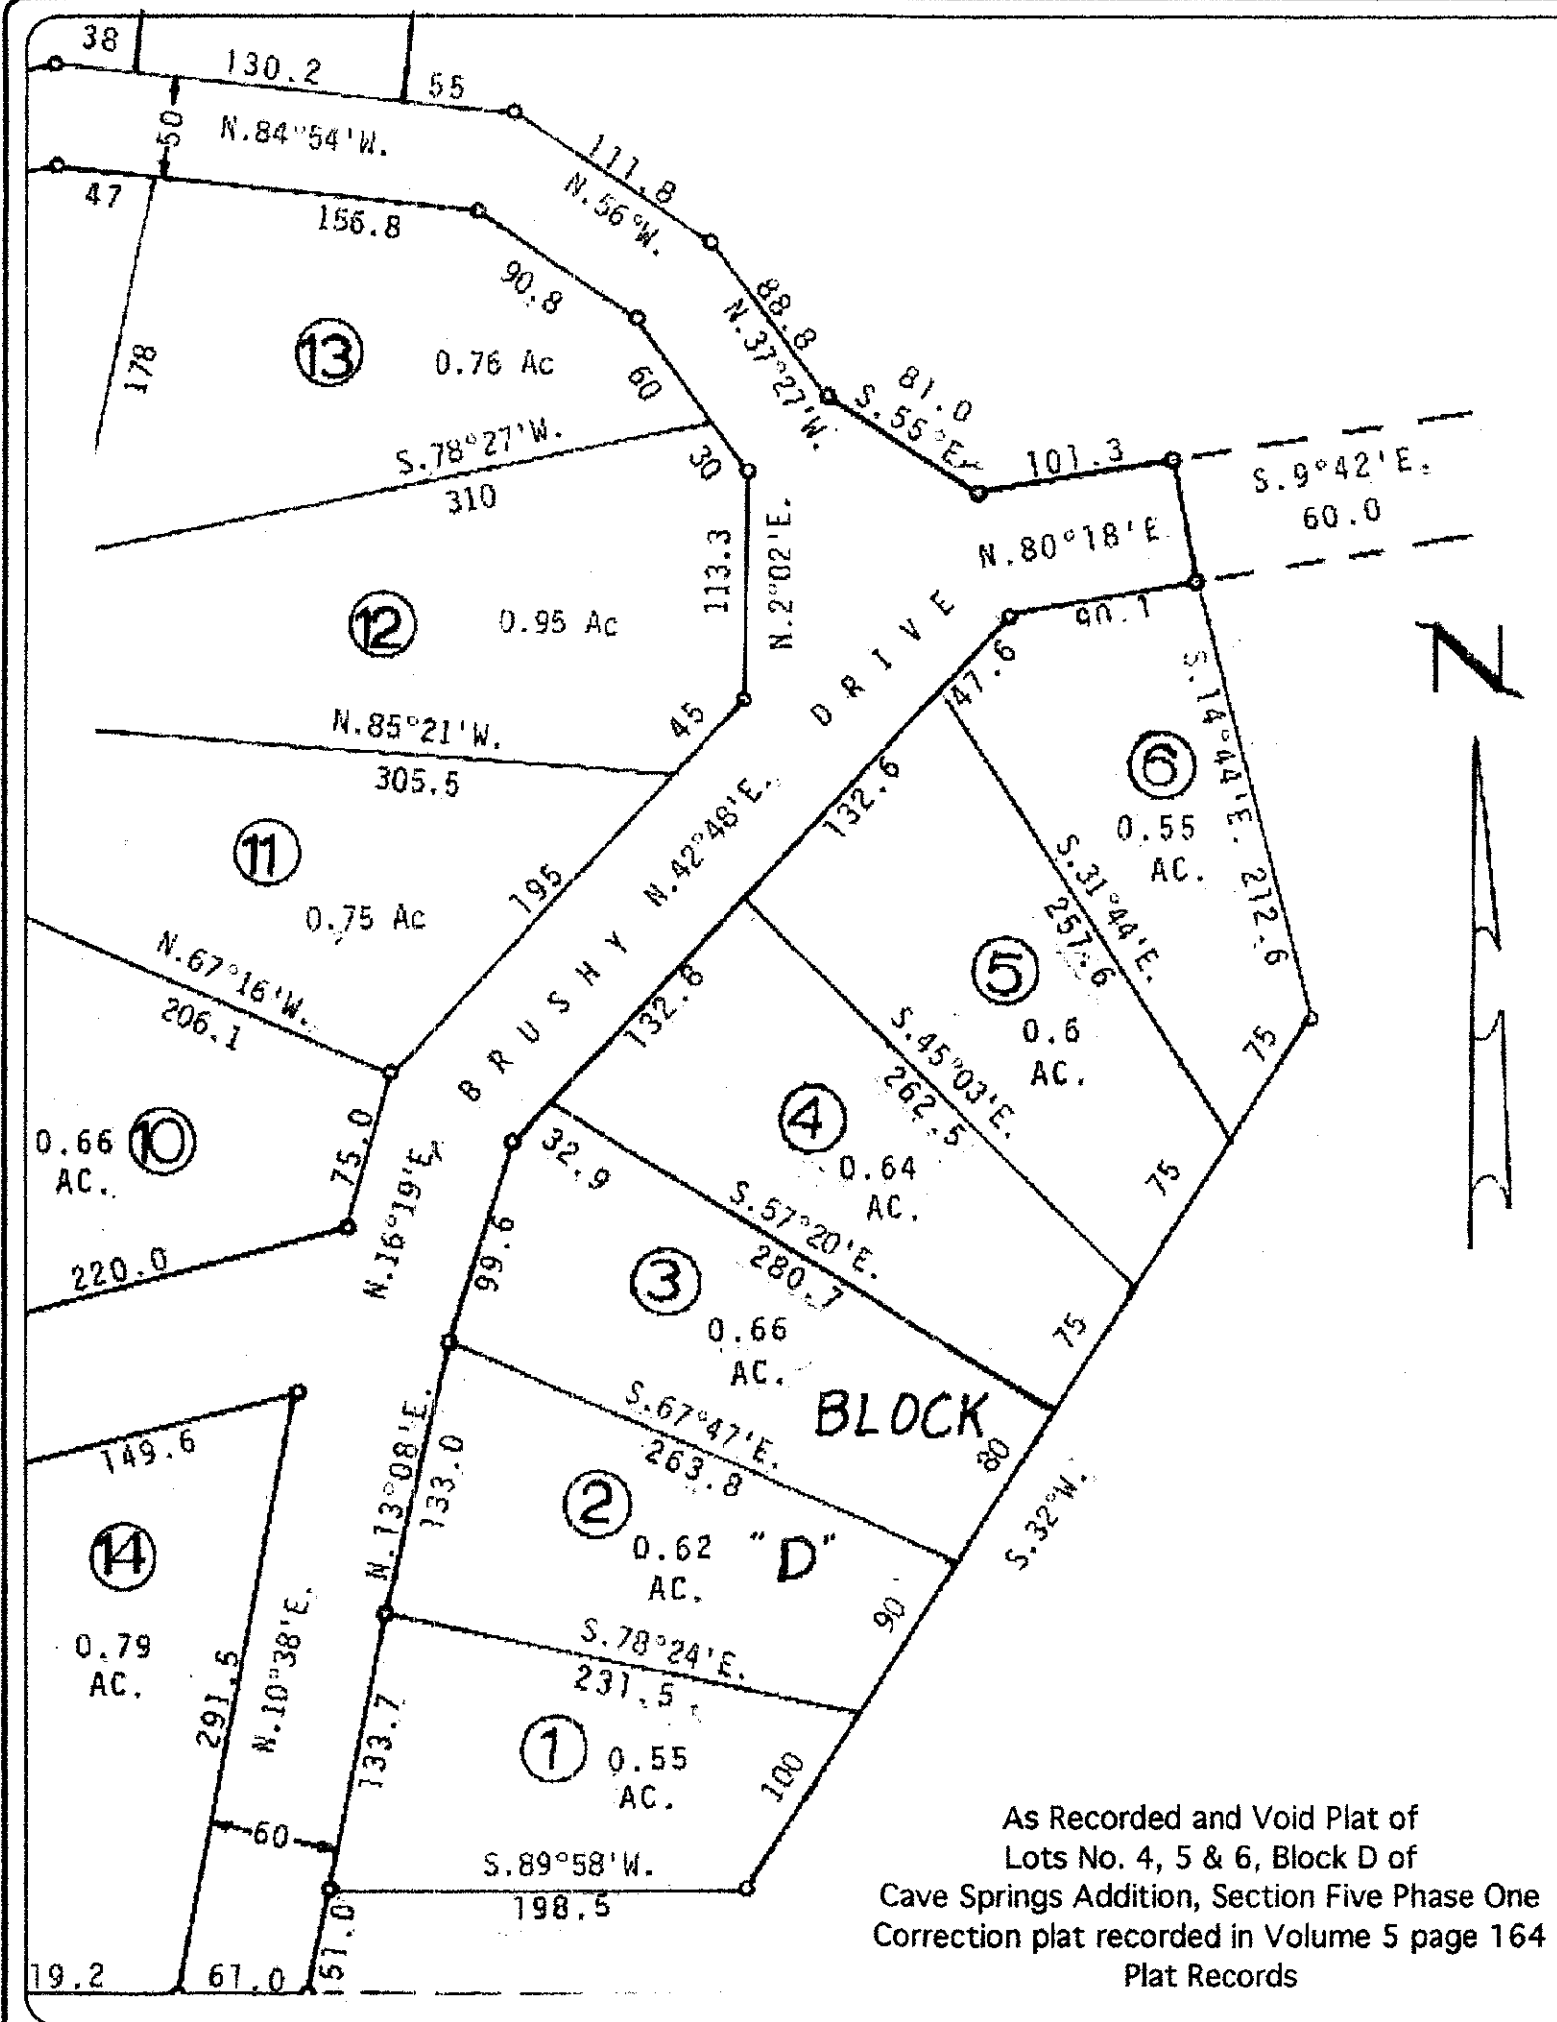 38
130.2
55
50
N.84°54'W.
111.8
N.56°W.
47
156.8
90.8
88.8
N.37°27'W.
13
0.76 Ac
178
60
81.0
S.55°E.
S.78°27'W.
310
30
101.3
S.9°42'E.
60.0
N.80°18'E.
113.3
N.2°02'E.
12
0.95 Ac
90.1
47.6
N
S.14°44'E. 212.6
N.85°21'W.
305.5
45
BRUSHY DRIVE
N.42°48'E.
132.6
6
0.55
AC.
11
0.75 Ac
195
S.31°44'E.
257.6
5
0.6
AC.
N.67°16'W.
206.1
132.8
S.45°03'E.
262.5
75
10
0.66
AC.
75.0
N.16°19'E.
32.9
4
0.64
AC.
75
220.0
99.6
S.57°20'E.
280.7
3
0.66
AC.
75
149.6
N.13°08'E.
133.0
S.67°47'E.
263.8
BLOCK
80
S.32°W.
14
0.79
AC.
2
0.62
AC.
"D"
90
291.5
N.10°38'E.
S.78°24'E.
231.5
133.7
1
0.55
AC.
100
60
S.89°58'W.
198.5
151.0
19.2
61.0
As Recorded and Void Plat of
Lots No. 4, 5 & 6, Block D of
Cave Springs Addition, Section Five Phase One
Correction plat recorded in Volume 5 page 164
Plat Records